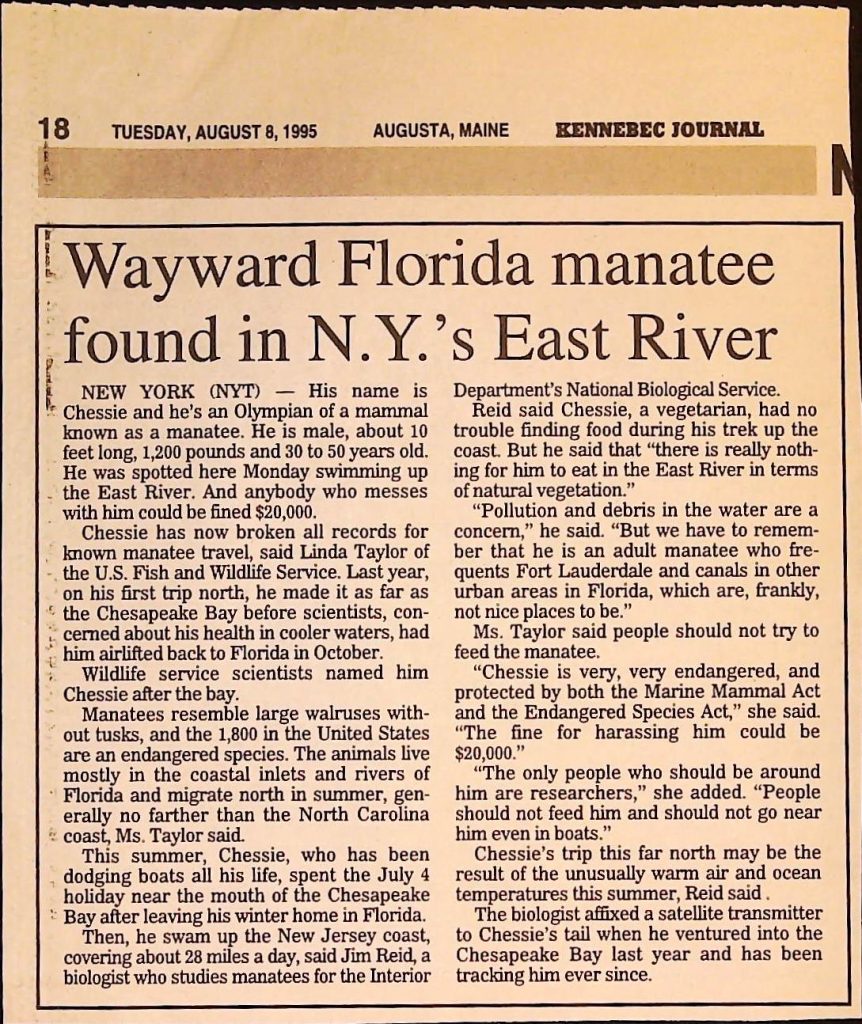 18 TUESDAY, AUGUST 8, 1995 AUGUSTA, MAINE KENNEBEC JOURNAL
N
Wayward Florida manatee
found in N.Y.'s East River
NEW YORK (NYT) — His name is
Chessie and he's an Olympian of a mammal
known as a manatee. He is male, about 10
feet long, 1,200 pounds and 30 to 50 years old.
He was spotted here Monday swimming up
the East River. And anybody who messes
with him could be fined $20,000.
Chessie has now broken all records for
known manatee travel, said Linda Taylor of
the U.S. Fish and Wildlife Service. Last year,
on his first trip north, he made it as far as
the Chesapeake Bay before scientists, con-
cerned about his health in cooler waters, had
him airlifted back to Florida in October.
Wildlife service scientists named him
Chessie after the bay.
Manatees resemble large walruses with-
out tusks, and the 1,800 in the United States
are an endangered species. The animals live
mostly in the coastal inlets and rivers of
Florida and migrate north in summer, gen-
erally no farther than the North Carolina
coast, Ms. Taylor said.
This summer, Chessie, who has been
dodging boats all his life, spent the July 4
holiday near the mouth of the Chesapeake
Bay after leaving his winter home in Florida.
Then, he swam up the New Jersey coast,
covering about 28 miles a day, said Jim Reid, a
biologist who studies manatees for the Interior
Department's National Biological Service.
Reid said Chessie, a vegetarian, had no
trouble finding food during his trek up the
coast. But he said that "there is really noth-
ing for him to eat in the East River in terms
of natural vegetation."
"Pollution and debris in the water are a
concern," he said. "But we have to remem-
ber that he is an adult manatee who fre-
quents Fort Lauderdale and canals in other
urban areas in Florida, which are, frankly,
not nice places to be."
Ms. Taylor said people should not try to
feed the manatee.
"Chessie is very, very endangered, and
protected by both the Marine Mammal Act
and the Endangered Species Act," she said.
"The fine for harassing him could be
$20,000."
"The only people who should be around
him are researchers," she added. "People
should not feed him and should not go near
him even in boats."
Chessie's trip this far north may be the
result of the unusually warm air and ocean
temperatures this summer, Reid said .
The biologist affixed a satellite transmitter
to Chessie's tail when he ventured into the
Chesapeake Bay last year and has been
tracking him ever since.